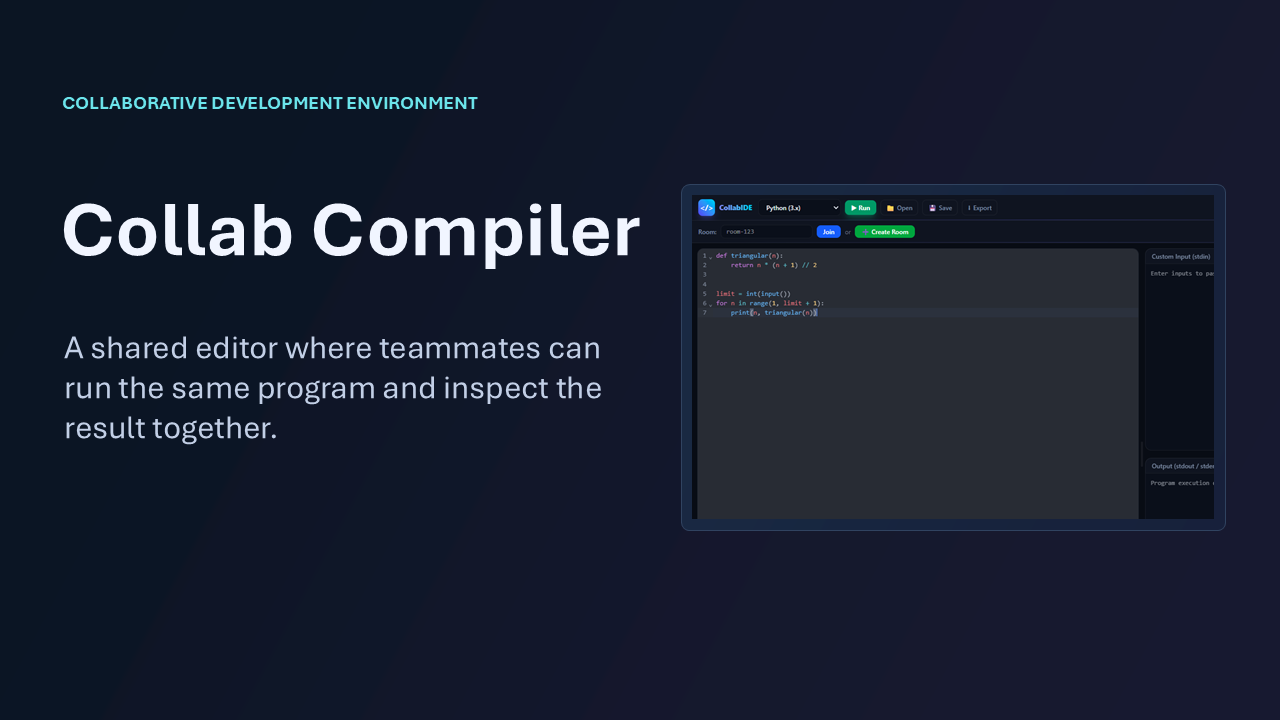 COLLABORATIVE DEVELOPMENT ENVIRONMENT
Collab Compiler
A shared editor where teammates can
run the same program and inspect the
result together.
</> CollabIDE Python (3.x) Run Open Save Export
Room: room-123 Join or Create Room
1 def triangular(n):
2 return n * (n + 1) // 2
3
4
5 limit = int(input())
6 for n in range(1, limit + 1):
7 print(n, triangular(n))
Custom Input (stdin)
Enter inputs to
Output (stdout /
Program execution